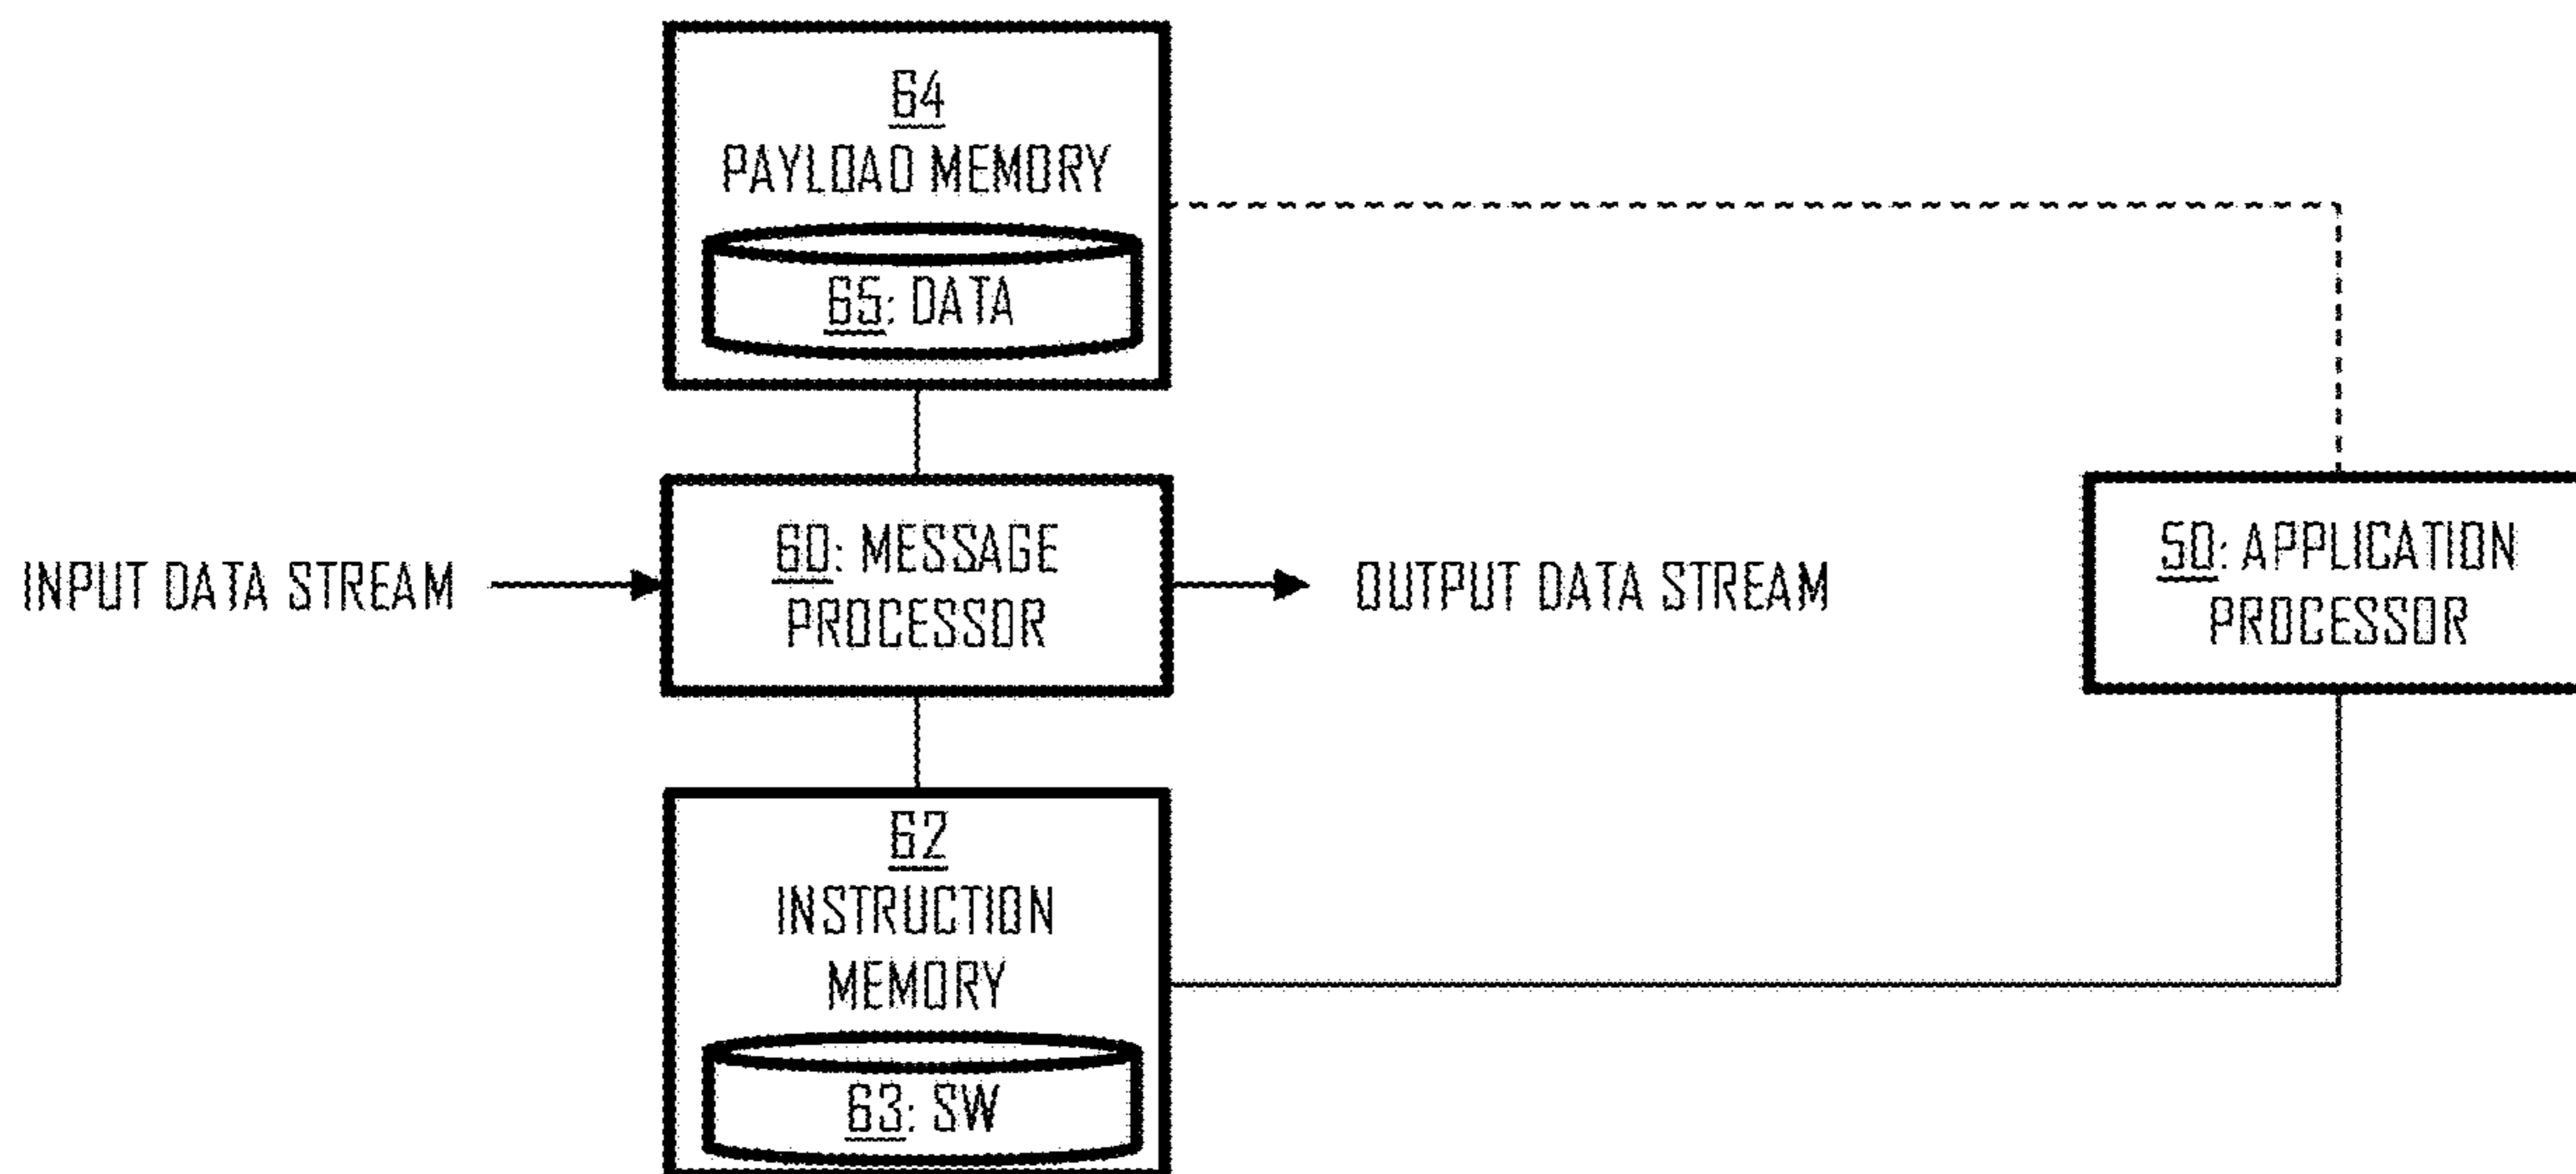 64
PAYLOAD MEMORY
65: DATA
INPUT DATA STREAM
60: MESSAGE
PROCESSOR
OUTPUT DATA STREAM
50: APPLICATION
PROCESSOR
62
INSTRUCTION
MEMORY
63: SW